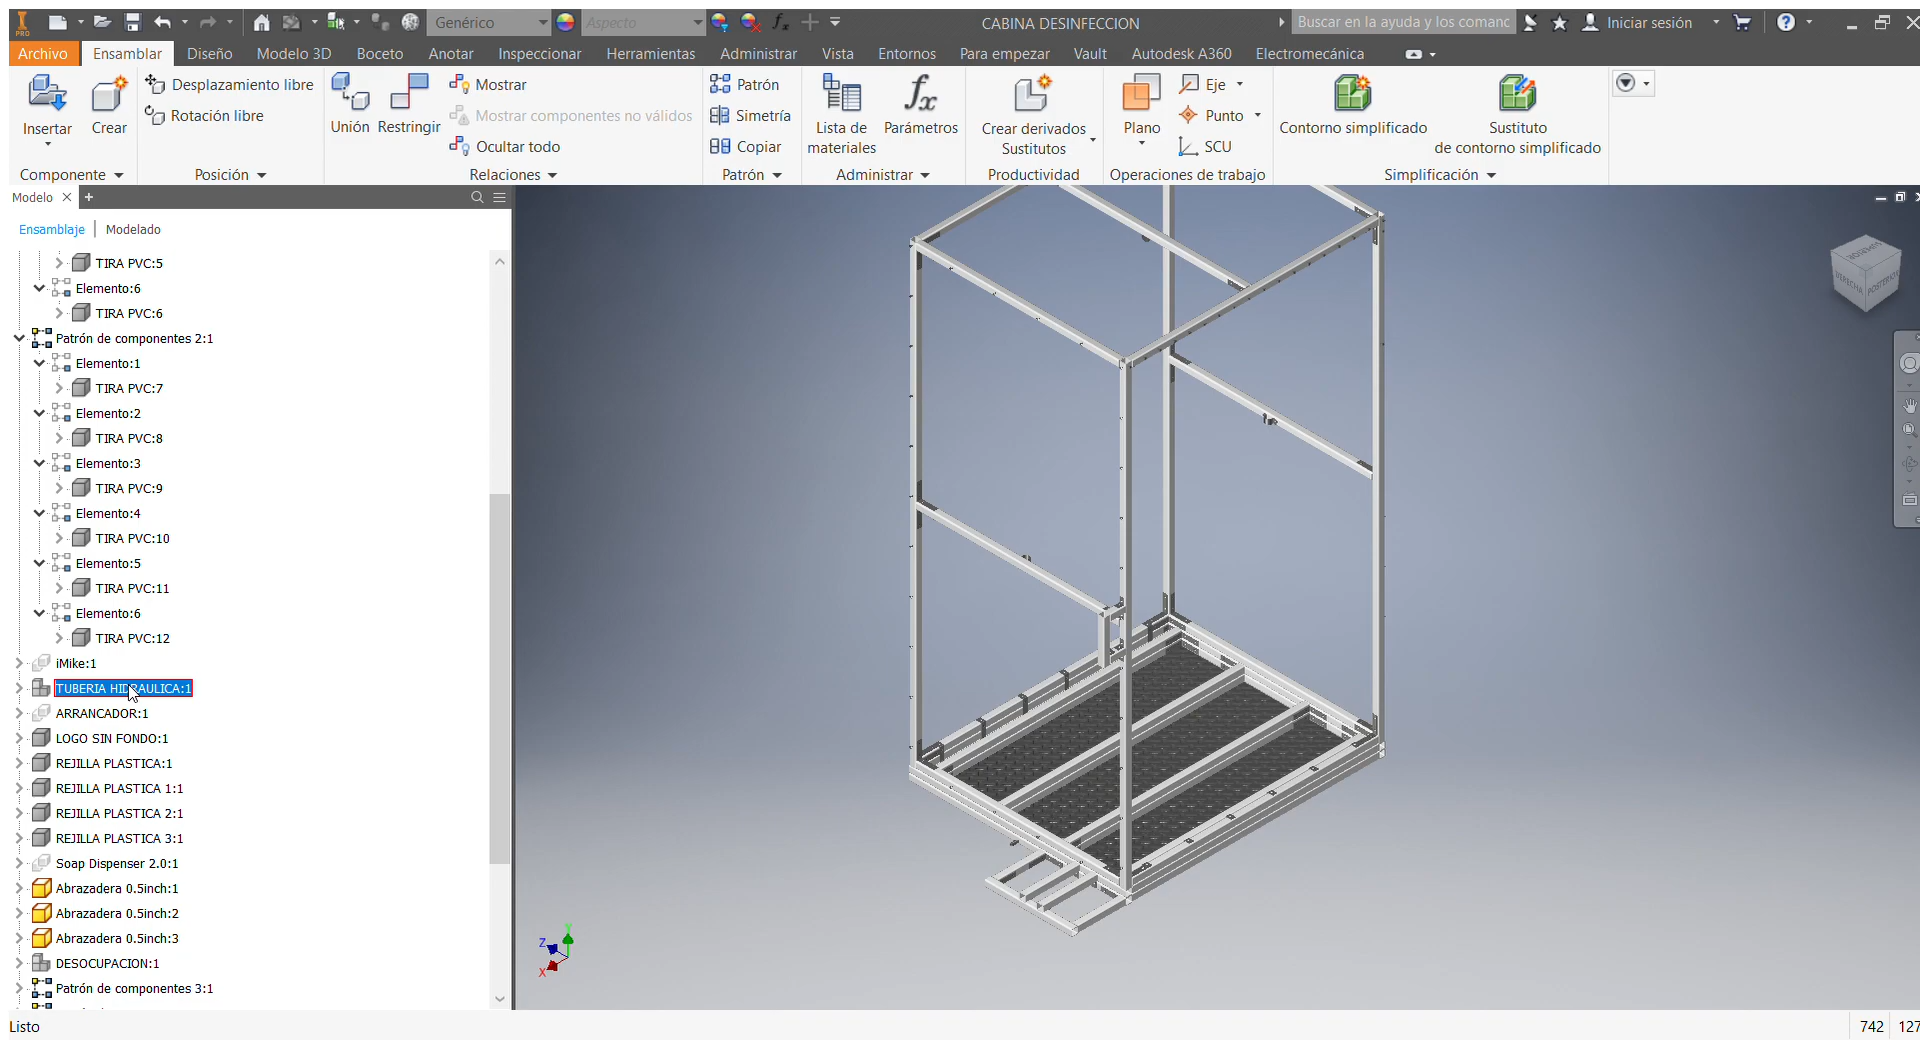 PRO
Genérico
Aspecto
CABINA DESINFECCION
Buscar en la ayuda y los comanc
Iniciar sesión
Archivo
Ensamblar
Diseño
Modelo 3D
Boceto
Anotar
Inspeccionar
Herramientas
Administrar
Vista
Entornos
Para empezar
Vault
Autodesk A360
Electromecánica
Insertar
Crear
Desplazamiento libre
Rotación libre
Unión
Restringir
Mostrar
Mostrar componentes no válidos
Ocultar todo
Patrón
Simetría
Copiar
Lista de
materiales
Parámetros
Crear derivados
Sustitutos
Plano
Eje
Punto
SCU
Contorno simplificado
Sustituto
de contorno simplificado
Componente
Posición
Relaciones
Patrón
Administrar
Productividad
Operaciones de trabajo
Simplificación
Modelo
Ensamblaje
Modelado
TIRA PVC:5
Elemento:6
TIRA PVC:6
Patrón de componentes 2:1
Elemento:1
TIRA PVC:7
Elemento:2
TIRA PVC:8
Elemento:3
TIRA PVC:9
Elemento:4
TIRA PVC:10
Elemento:5
TIRA PVC:11
Elemento:6
TIRA PVC:12
iMike:1
TUBERIA HIDRAULICA:1
ARRANCADOR:1
LOGO SIN FONDO:1
REJILLA PLASTICA:1
REJILLA PLASTICA 1:1
REJILLA PLASTICA 2:1
REJILLA PLASTICA 3:1
Soap Dispenser 2.0:1
Abrazadera 0.5inch:1
Abrazadera 0.5inch:2
Abrazadera 0.5inch:3
DESOCUPACION:1
Patrón de componentes 3:1
SUPERIOR
DERECHA
POSTERIOR
Y
Z
X
Listo
742
127